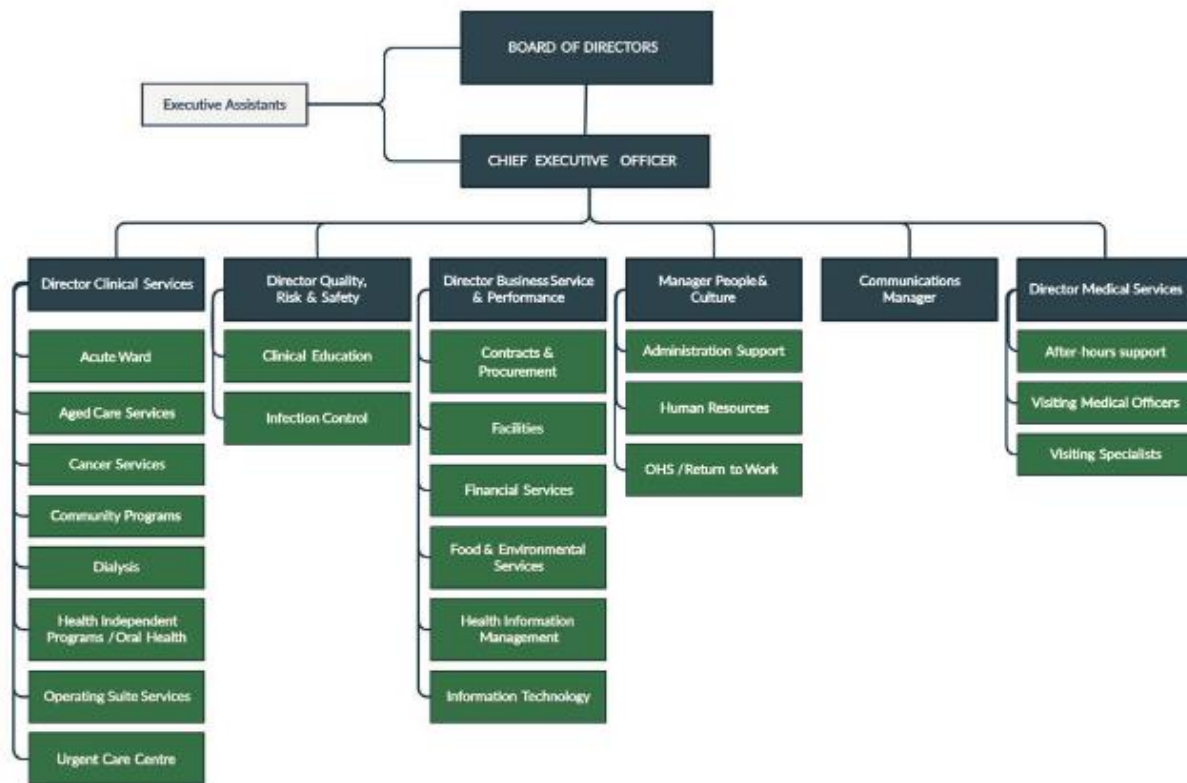 BOARD OF DIRECTORS
Executive Assistants
CHIEF EXECUTIVE OFFICER
Director Clinical Services
Acute Ward
Aged Care Services
Cancer Services
Community Programs
Dialysis
Health Independent
Programs / Oral Health
Operating Suite Services
Urgent Care Centre
Director Quality,
Risk & Safety
Clinical Education
Infection Control
Director Business Service
& Performance
Contracts &
Procurement
Facilities
Financial Services
Food & Environmental
Services
Health Information
Management
Information Technology
Manager People &
Culture
Administration Support
Human Resources
OHS / Return to Work
Communications
Manager
Director Medical Services
After-hours support
Visiting Medical Officers
Visiting Specialists